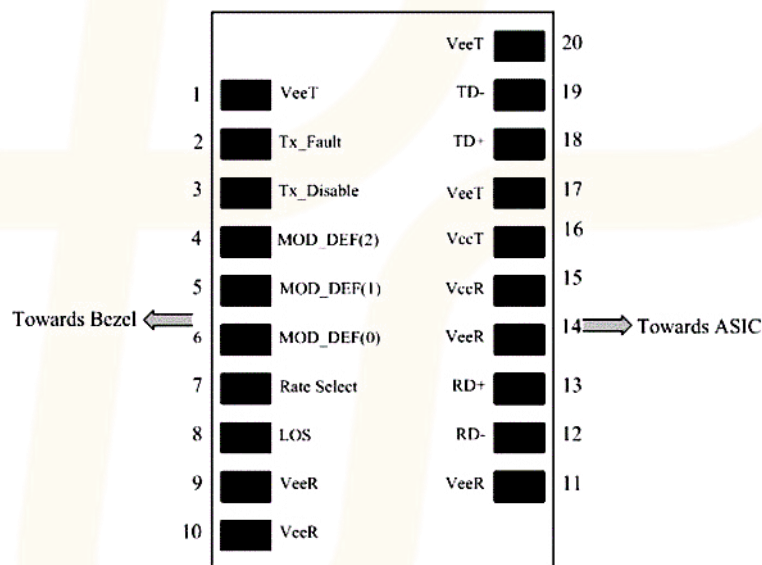 VeeT 20
1 VeeT
TD- 19
2 Tx_Fault
TD+ 18
3 Tx_Disable
VeeT 17
4 MOD_DEF(2)
VccT 16
5 MOD_DEF(1)
VccR 15
Towards Bezel
6 MOD_DEF(0)
VeeR 14
Towards ASIC
7 Rate Select
RD+ 13
8 LOS
RD- 12
9 VeeR
VeeR 11
10 VeeR